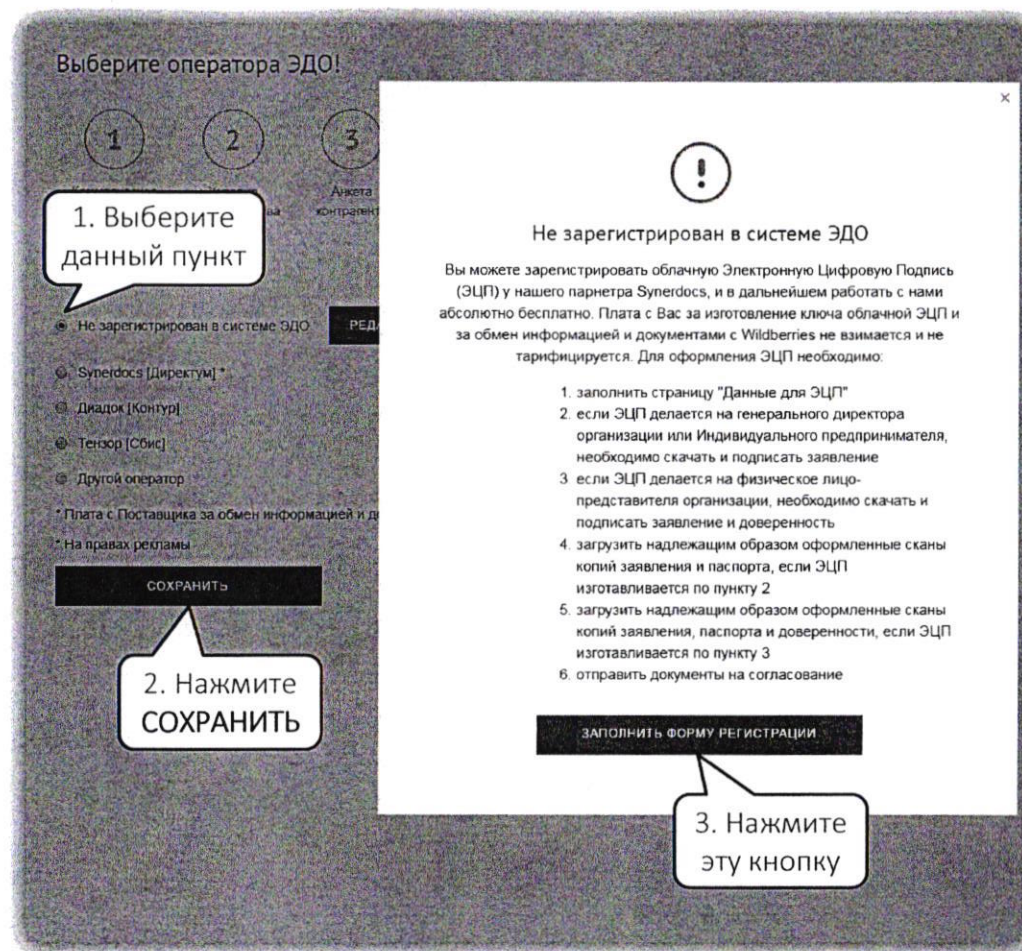 Выберите оператора ЭДО!
1
2
3
Анкета
контрагент
ва
1. Выберите
данный пункт
Не зарегистрирован в системе ЭДО
РЕДА
Synerdocs [Директум] *
Диадок [Контур]
Тензор [Сбис]
Другой оператор
* Плата с Поставщика за обмен информацией и д
* На правах рекламы
СОХРАНИТЬ
2. Нажмите
СОХРАНИТЬ
×
!
Не зарегистрирован в системе ЭДО
Вы можете зарегистрировать облачную Электронную Цифровую Подпись
(ЭЦП) у нашего парнетра Synerdocs, и в дальнейшем работать с нами
абсолютно бесплатно. Плата с Вас за изготовление ключа облачной ЭЦП и
за обмен информацией и документами с Wildberries не взимается и не
тарифицируется. Для оформления ЭЦП необходимо:
1. заполнить страницу "Данные для ЭЦП"
2. если ЭЦП делается на генерального директора
организации или Индивидуального предпринимателя,
необходимо скачать и подписать заявление
3 если ЭЦП делается на физическое лицо-
представителя организации, необходимо скачать и
подписать заявление и доверенность
4. загрузить надлежащим образом оформленные сканы
копий заявления и паспорта, если ЭЦП
изготавливается по пункту 2
5. загрузить надлежащим образом оформленные сканы
копий заявления, паспорта и доверенности, если ЭЦП
изготавливается по пункту 3
6. отправить документы на согласование
ЗАПОЛНИТЬ ФОРМУ РЕГИСТРАЦИИ
3. Нажмите
эту кнопку